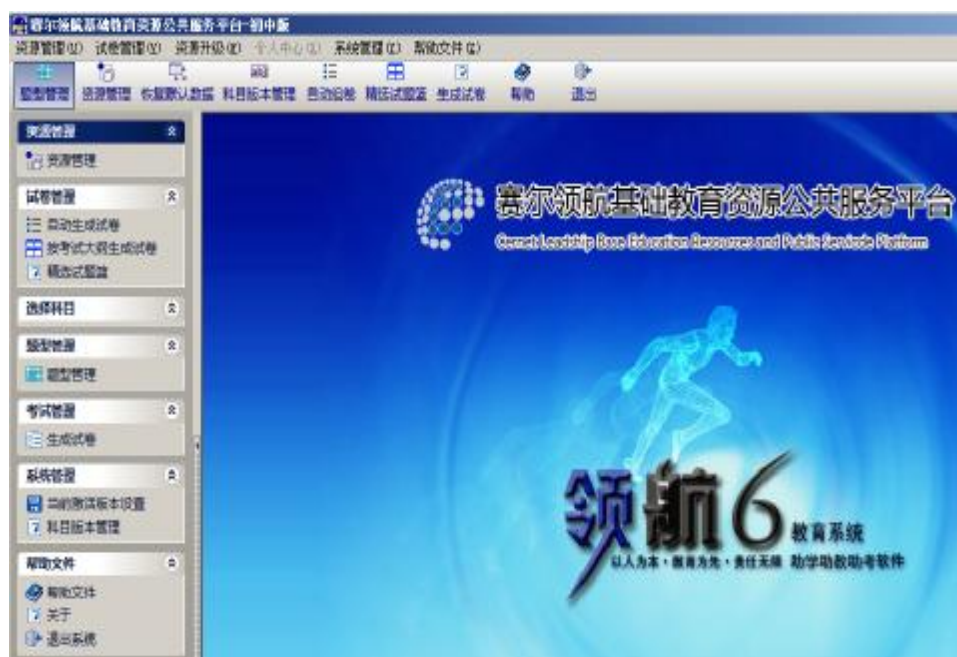 赛尔领航基础教育资源公共服务平台-初中版
资源管理(U) 试卷管理(V) 资源升级(W) 个人中心(X) 系统管理(Y) 帮助文件(Z)
题型管理 资源管理 恢复默认数据 科目版本管理 自动组卷 精选试题篮 生成试卷 帮助 退出
资源管理
资源管理
试卷管理
自动生成试卷
按考试大纲生成试卷
精选试题篮
选择科目
题型管理
题型管理
考试管理
生成试卷
系统管理
当前激活版本设置
科目版本管理
帮助文件
帮助文件
关于
退出系统
赛尔领航基础教育资源公共服务平台
Leadship Base Education Resources and Public Platform
领航6
教育系统
以人为本·教育为先·责任无限 助学助教助考软件